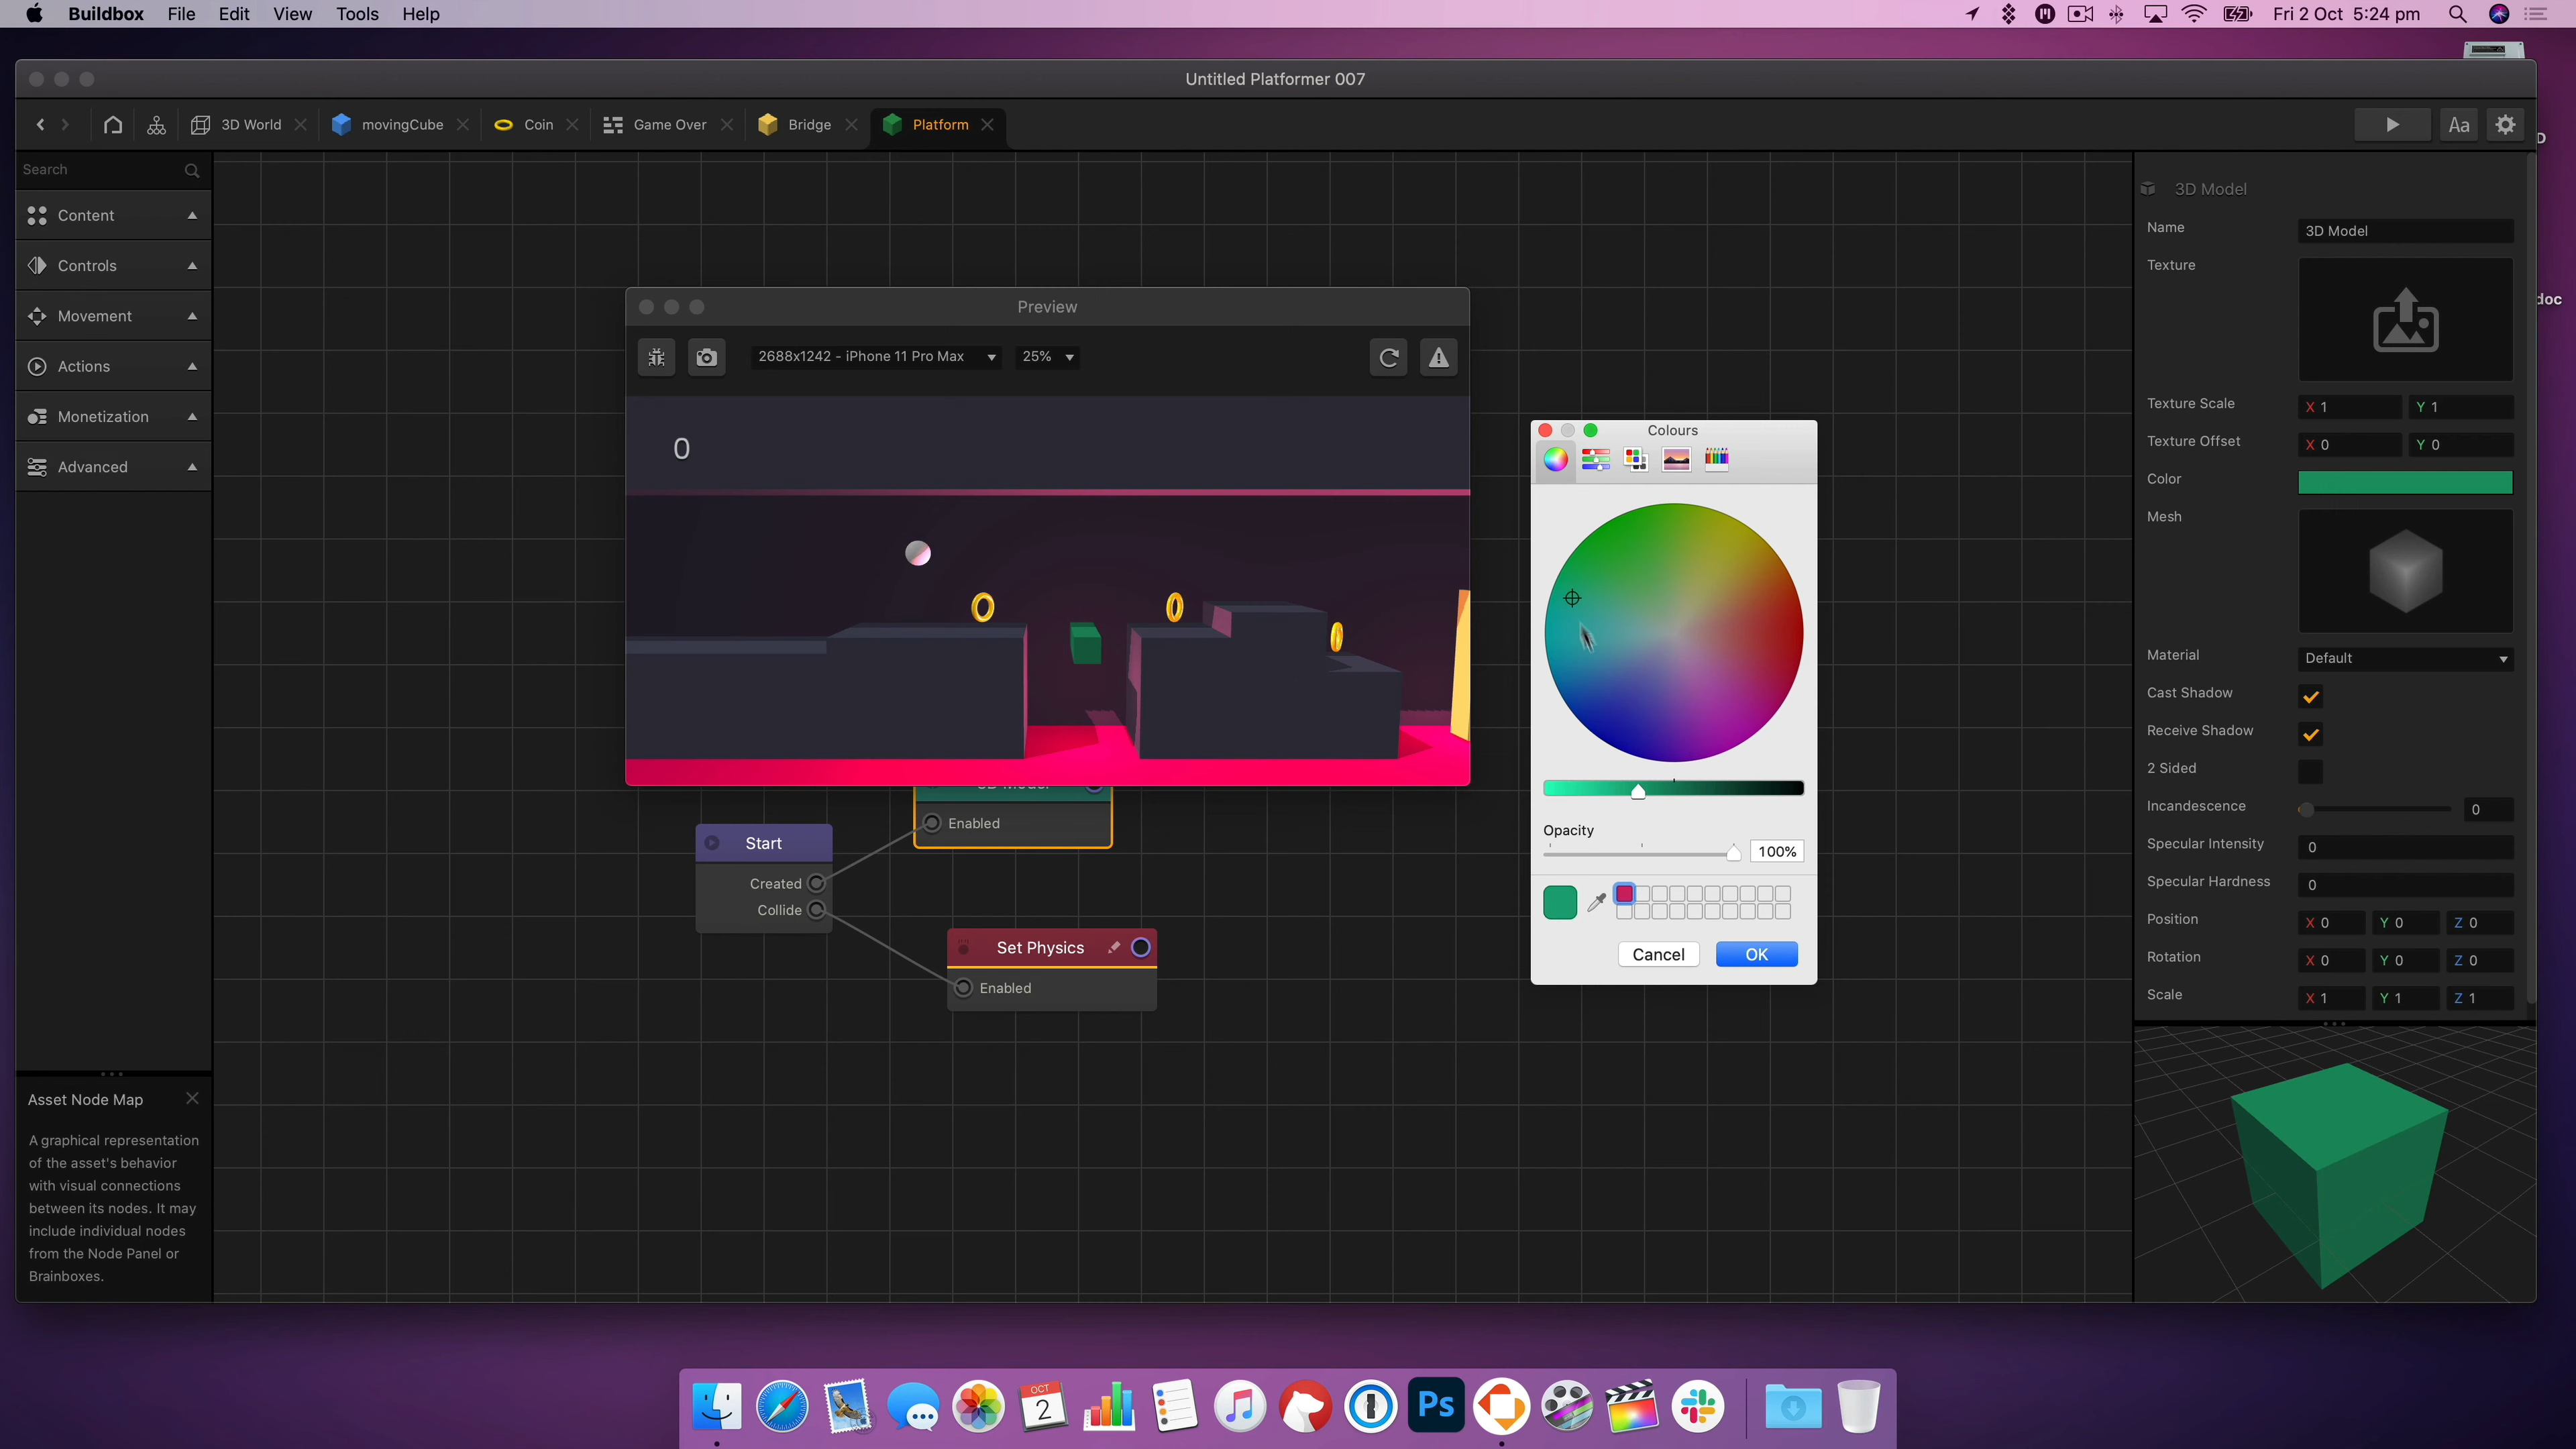 Buildbox File Edit View Tools Help
Fri 2 Oct 5:24 pm
Untitled Platformer 007
3D World
movingCube
Coin
Game Over
Bridge
Platform
Aa
D
doc
Search
Content
Controls
Movement
Actions
Monetization
Advanced
Asset Node Map
A graphical representation
of the asset's behavior
with visual connections
between its nodes. It may
include individual nodes
from the Node Panel or
Brainboxes.
Preview
2688x1242 - iPhone 11 Pro Max
25%
0
3D Model
Enabled
Start
Created
Collide
Set Physics
Enabled
Colours
Opacity
100%
Cancel
OK
3D Model
Name
3D Model
Texture
Texture Scale
X 1
Y 1
Texture Offset
X 0
Y 0
Color
Mesh
Material
Default
Cast Shadow
Receive Shadow
2 Sided
Incandescence
0
Specular Intensity
0
Specular Hardness
0
Position
X 0
Y 0
Z 0
Rotation
X 0
Y 0
Z 0
Scale
X 1
Y 1
Z 1
OCT
2
Ps